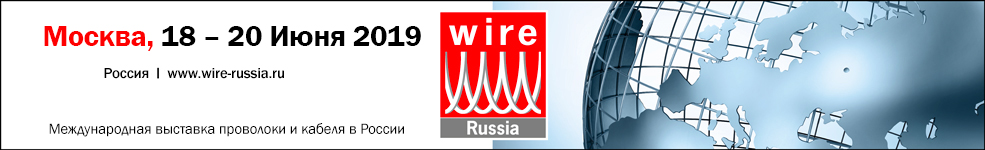 Москва, 18 – 20 Июня 2019
Россия | www.wire-russia.ru
Международная выставка проволоки и кабеля в России
wire
Russia